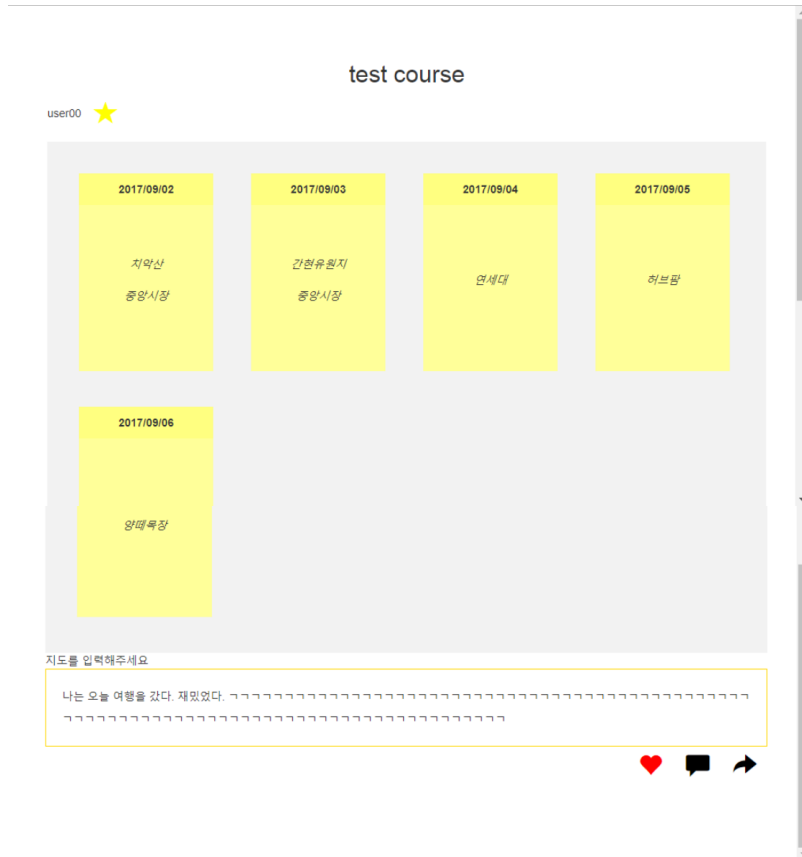 test course
user00
2017/09/02
치악산
중앙시장
2017/09/03
간현유원지
중앙시장
2017/09/04
연세대
2017/09/05
허브팜
2017/09/06
양떼목장
지도를 입력해주세요
나는 오늘 여행을 갔다. 재밌었다. ㄱㄱㄱㄱㄱㄱㄱㄱㄱㄱㄱㄱㄱㄱㄱㄱㄱㄱㄱㄱㄱㄱㄱㄱㄱㄱㄱㄱㄱㄱㄱㄱㄱㄱㄱㄱㄱㄱㄱㄱㄱㄱㄱㄱㄱㄱㄱ
ㄱㄱㄱㄱㄱㄱㄱㄱㄱㄱㄱㄱㄱㄱㄱㄱㄱㄱㄱㄱㄱㄱㄱㄱㄱㄱㄱㄱㄱㄱㄱㄱㄱㄱㄱㄱㄱㄱㄱㄱ